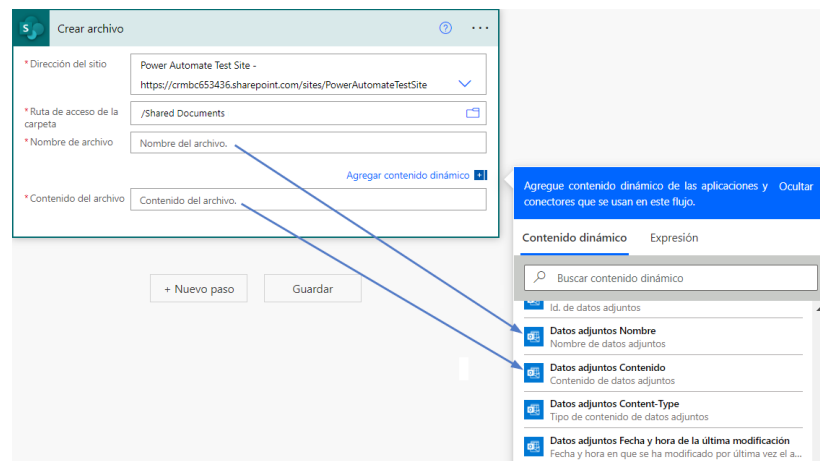 Crear archivo
*Dirección del sitio
Power Automate Test Site -
https://crmbc653436.sharepoint.com/sites/PowerAutomateTestSite
*Ruta de acceso de la
carpeta
/Shared Documents
*Nombre de archivo
Nombre del archivo.
Agregar contenido dinámico
*Contenido del archivo
Contenido del archivo.
+ Nuevo paso
Guardar
Agregue contenido dinámico de las aplicaciones y
conectores que se usan en este flujo.
Ocultar
Contenido dinámico
Expresión
Buscar contenido dinámico
Id. de datos adjuntos
Datos adjuntos Nombre
Nombre de datos adjuntos
Datos adjuntos Contenido
Contenido de datos adjuntos
Datos adjuntos Content-Type
Tipo de contenido de datos adjuntos
Datos adjuntos Fecha y hora de la última modificación
Fecha y hora en que se ha modificado por última vez el a...